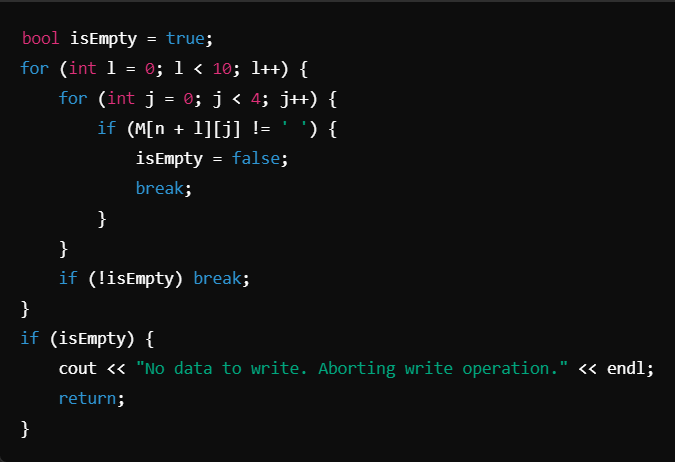 bool isEmpty = true;
for (int l = 0; l < 10; l++) {
    for (int j = 0; j < 4; j++) {
        if (M[n + l][j] != ' ') {
            isEmpty = false;
            break;
        }
    }
    if (!isEmpty) break;
}
if (isEmpty) {
    cout << "No data to write. Aborting write operation." << endl;
    return;
}